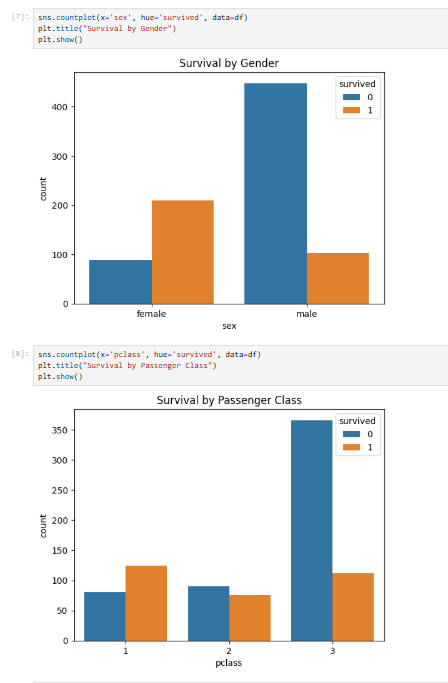 [7]: sns.countplot(x='sex', hue='survived', data=df)
plt.title("Survival by Gender")
plt.show()
Survival by Gender
survived
0
1
400
300
200
100
0
count
female male
sex
[8]: sns.countplot(x='pclass', hue='survived', data=df)
plt.title("Survival by Passenger Class")
plt.show()
Survival by Passenger Class
survived
0
1
350
300
250
200
150
100
50
0
count
1 2 3
pclass